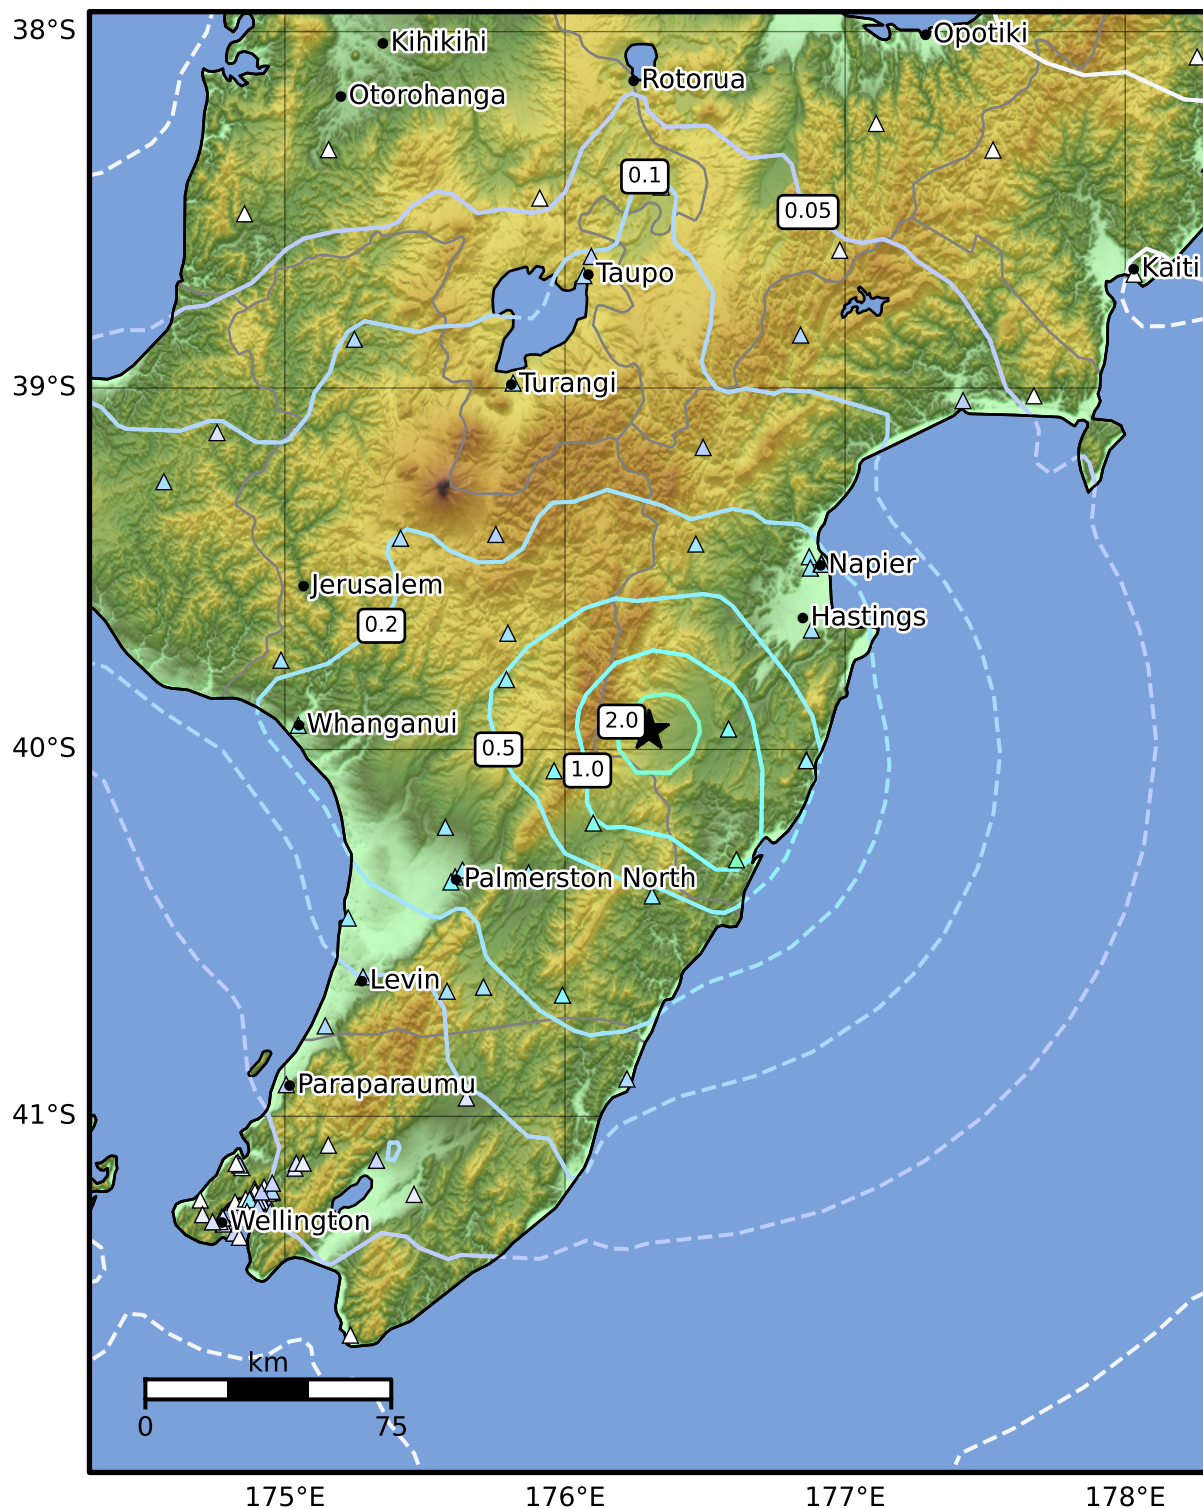 38°S
Kihikihi
Opotiki
Rotorua
Otorohanga
0.1
0.05
Taupo
Kaiti
39°S
Turangi
Napier
Jerusalem
0.2
Hastings
Whanganui
2.0
40°S
0.5
1.0
Palmerston North
Levin
Paraparaumu
41°S
Wellington
km
0
75
175°E
176°E
177°E
178°E